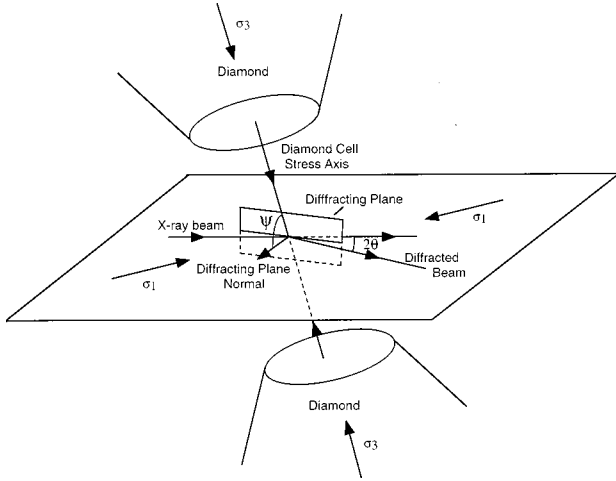 σ3
Diamond
Diamond Cell
Stress Axis
Diffracting Plane
σ1
X-ray beam
Ψ
2θ
Diffracted
Beam
Diffracting Plane
Normal
σ1
Diamond
σ3